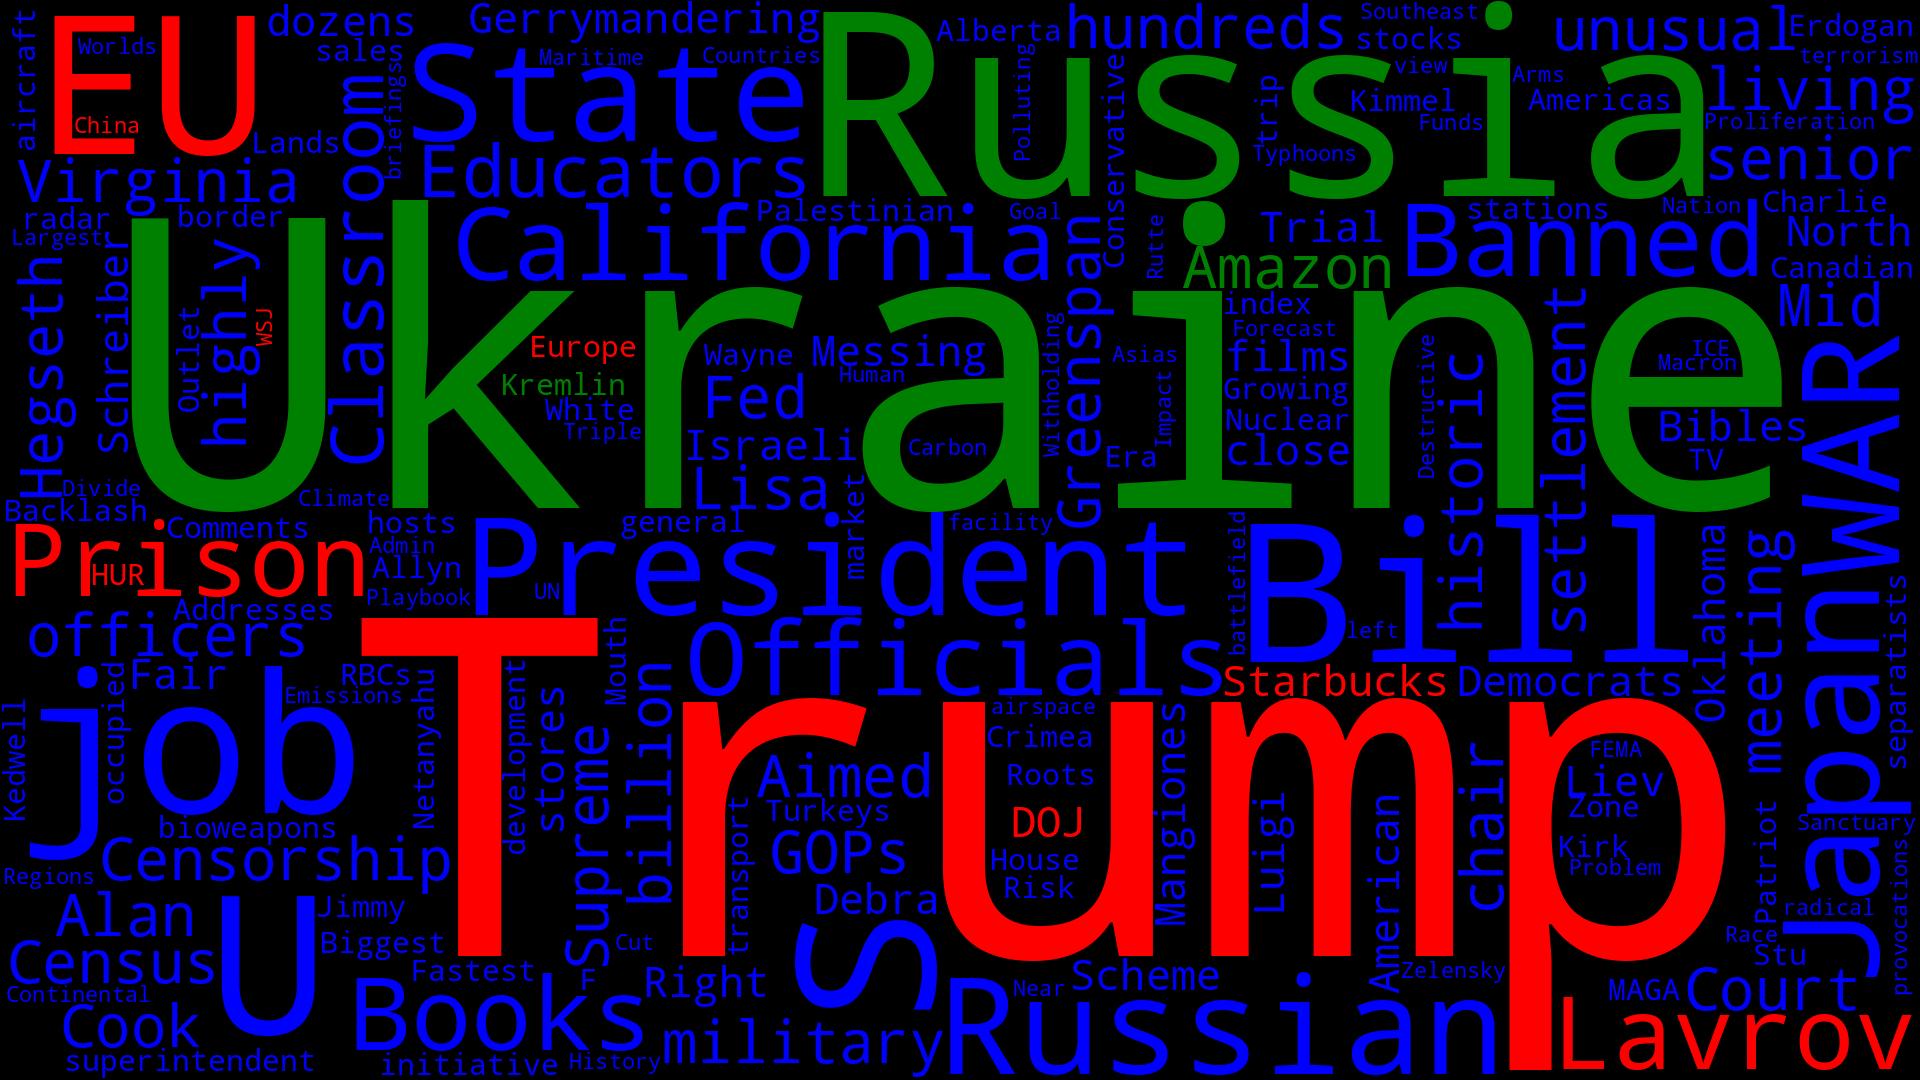 EU
Worlds
China
aircraft
dozens
sales
Lands
briefings
Classroom
Gerrymandering
State
Maritime
Countries
Educators
Russia
Alberta
hundreds
Southeast
stocks
view
Polluting
Conservative
trip
Kimmel
Funds
Arms
Americas
Typhoons
unusual
Erdogan
terrorism
living
Proliferation
senior
Virginia
radar
border
Largest
California
Palestinian
Goal
Rutte
Trial
Banned
stations
Nation
Charlie
North
Canadian
Amazon
Ukraine
Hegseth
Schreiber
Outlet
highly
WSJ
Europe
Kremlin
White
Triple
Wayne
Messing
Human
Fed
Israeli
Carbon
Lisa
Withholding
Greenspan
Asias
Impact
Era
index
Forecast
films
Growing
Nuclear
close
Destructive
historic
settlement
ICE
Macron
Bibles
TV
Mid
JapanWAR
Divide
Backlash
Climate
Comments
Prison
HUR
hosts
Admin
Allyn
Playbook
general
President
UN
market
facility
battlefield
Bill
left
Oklahoma
meeting
separatists
Addresses
officers
Fair
RBCs
Emissions
occupied
Kedwell
job
Netanyahu
Trump
development
stores
Mouth
Supreme
billion
Officials
Starbucks
Democrats
airspace
Crimea
Roots
DOJ
House
Risk
Aimed
Turkeys
GOPs
Debra
transport
Mangiones
Luigi
American
chair
FEMA
Liev
Zone
Kirk
Problem
Patriot
Sanctuary
provocations
radical
Race
Stu
bioweapons
Censorship
Regions
Alan
Census
Continental
Cook
superintendent
U
Jimmy
Biggest
Fastest
F
Cut
Books
initiative
History
Right
military
S
Russian
Near
Scheme
Zelensky
MAGA
Court
Lavrov